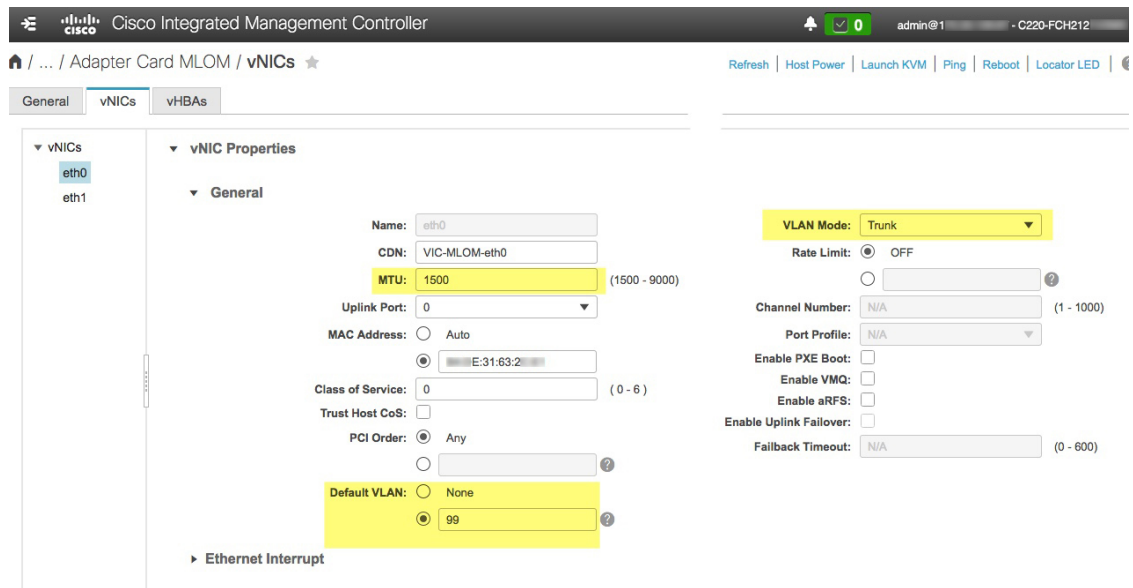 cisco Cisco Integrated Management Controller 0 admin@1 - C220-FCH212
/ ... / Adapter Card MLOM / vNICs Refresh | Host Power | Launch KVM | Ping | Reboot | Locator LED | ?
General vNICs vHBAs
vNICs
eth0
eth1
vNIC Properties
General
Name: eth0
CDN: VIC-MLOM-eth0
MTU: 1500 (1500 - 9000)
Uplink Port: 0
MAC Address: Auto
E:31:63:2
Class of Service: 0 ( 0 - 6 )
Trust Host CoS:
PCI Order: Any
?
Default VLAN: None
99 ?
VLAN Mode: Trunk
Rate Limit: OFF
?
Channel Number: N/A (1 - 1000)
Port Profile: N/A
Enable PXE Boot:
Enable VMQ:
Enable aRFS:
Enable Uplink Failover:
Failback Timeout: N/A (0 - 600)
Ethernet Interrupt